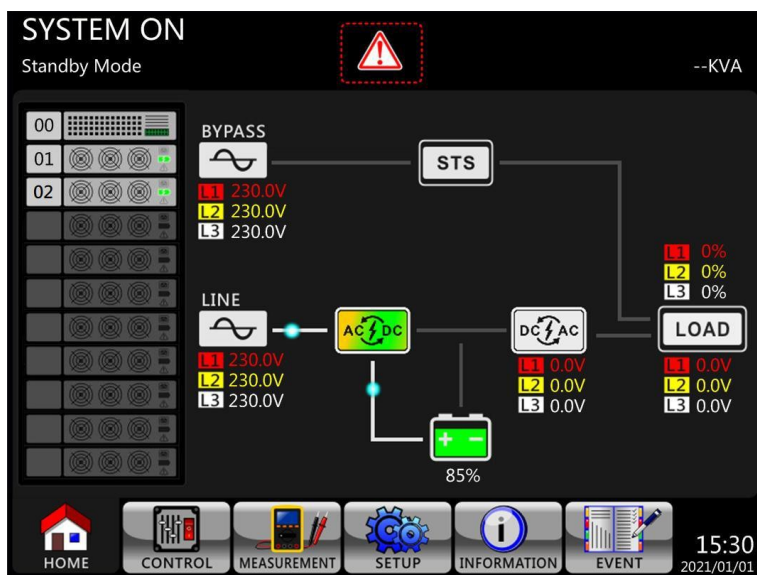 SYSTEM ON
Standby Mode
--KVA
00
01
02
BYPASS
L1 230.0V
L2 230.0V
L3 230.0V
STS
L1 0%
L2 0%
L3 0%
LINE
L1 230.0V
L2 230.0V
L3 230.0V
AC DC
DC AC
L1 0.0V
L2 0.0V
L3 0.0V
LOAD
L1 0.0V
L2 0.0V
L3 0.0V
85%
HOME
CONTROL
MEASUREMENT
SETUP
INFORMATION
EVENT
15:30
2021/01/01